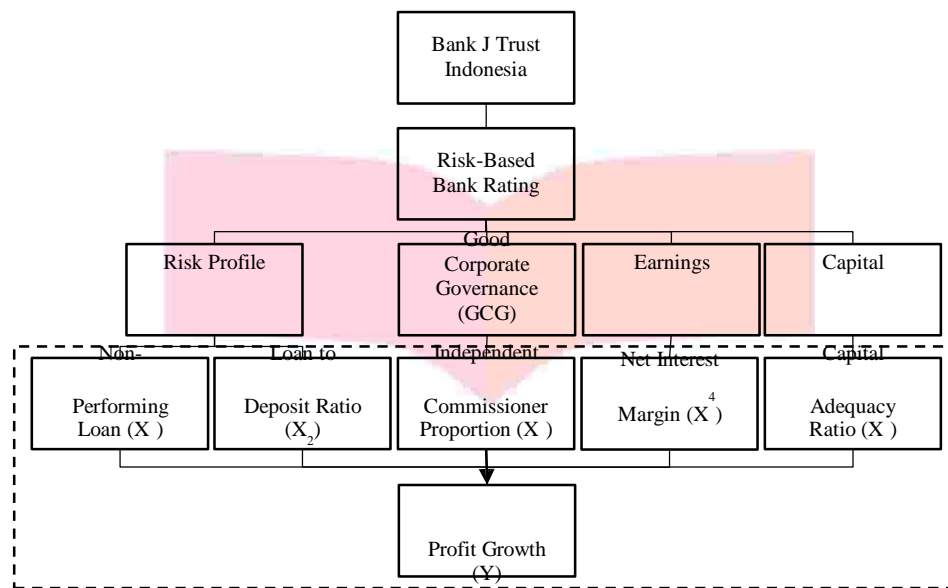 Bank J Trust
Indonesia
Risk-Based
Bank Rating
Risk Profile
Good
Corporate
Governance
(GCG)
Earnings
Capital
Non-
Performing
Loan (X )
Loan to
Deposit Ratio
(X2)
Independent
Commissioner
Proportion (X )
Net Interest
Margin (X4)
Capital
Adequacy
Ratio (X )
Profit Growth
(Y)